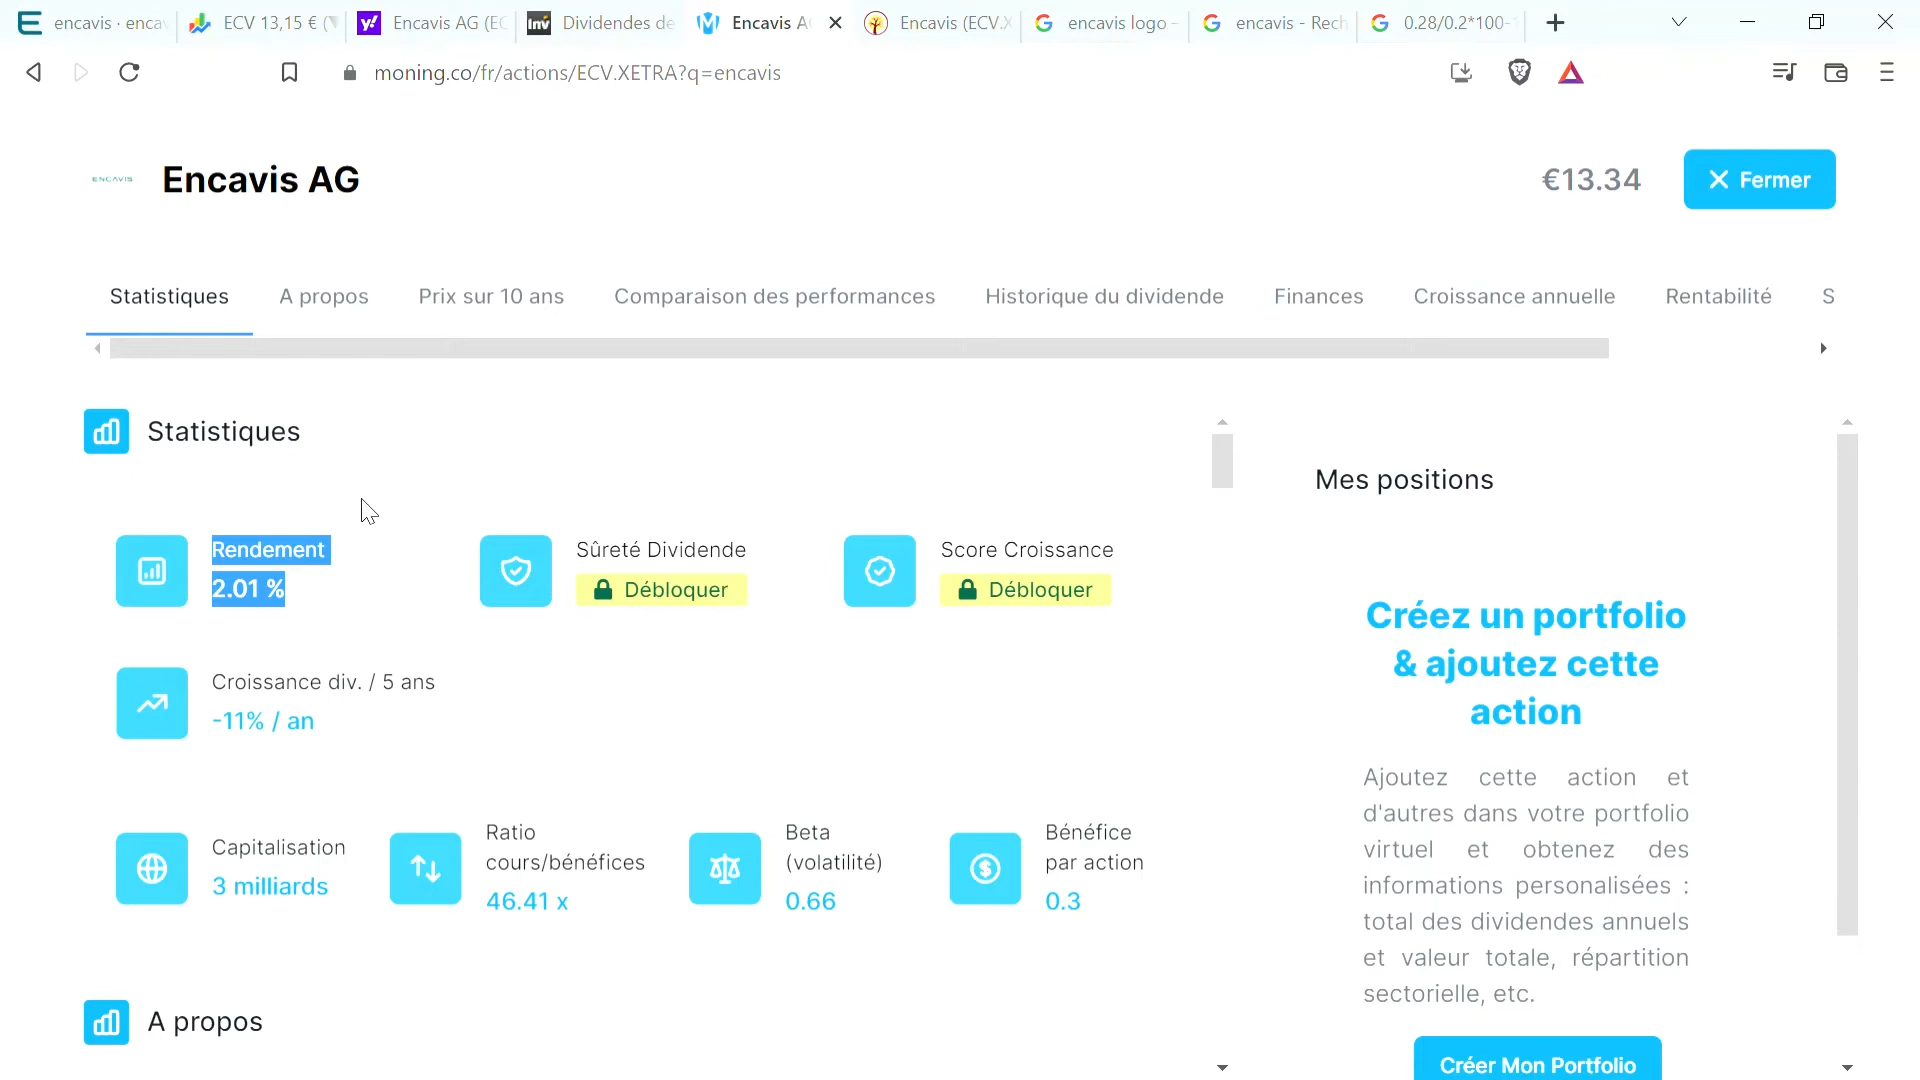 encavis · enca
ECV 13,15 € (
Encavis AG (EC
Dividendes de
Encavis A
Encavis (ECV.X
encavis logo -
encavis - Rech
0.28/0.2*100-
moning.co/fr/actions/ECV.XETRA?q=encavis
ENCAVIS
Encavis AG
€13.34
Fermer
Statistiques
A propos
Prix sur 10 ans
Comparaison des performances
Historique du dividende
Finances
Croissance annuelle
Rentabilité
S
Statistiques
Rendement
2.01 %
Sûreté Dividende
Débloquer
Score Croissance
Débloquer
Croissance div. / 5 ans
-11% / an
Capitalisation
3 milliards
Ratio
cours/bénéfices
46.41 x
Beta
(volatilité)
0.66
Bénéfice
par action
0.3
A propos
Mes positions
Créez un portfolio
& ajoutez cette
action
Ajoutez cette action et
d'autres dans votre portfolio
virtuel et obtenez des
informations personalisées :
total des dividendes annuels
et valeur totale, répartition
sectorielle, etc.
Créer Mon Portfolio